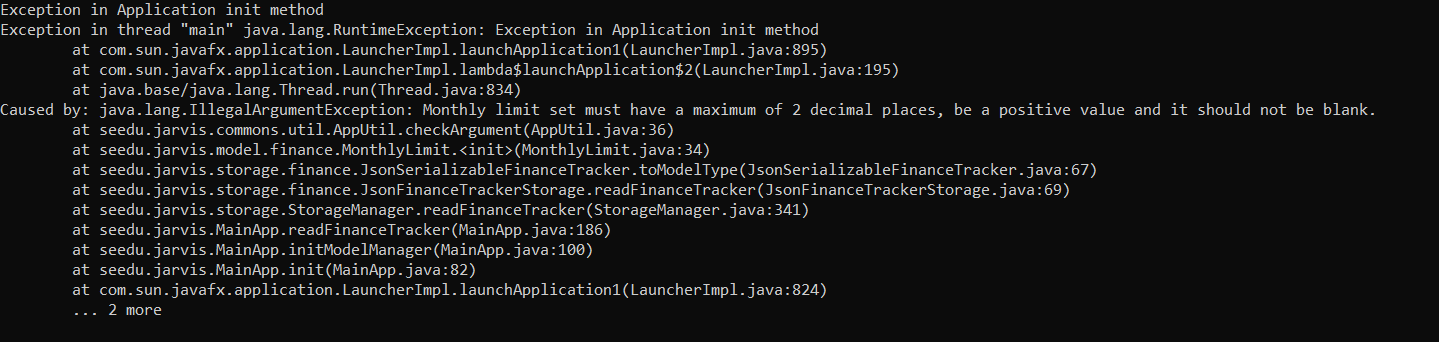 Exception in Application init method
Exception in thread "main" java.lang.RuntimeException: Exception in Application init method
        at com.sun.javafx.application.LauncherImpl.launchApplication1(LauncherImpl.java:895)
        at com.sun.javafx.application.LauncherImpl.lambda$launchApplication$2(LauncherImpl.java:195)
        at java.base/java.lang.Thread.run(Thread.java:834)
Caused by: java.lang.IllegalArgumentException: Monthly limit set must have a maximum of 2 decimal places, be a positive value and it should not be blank.
        at seedu.jarvis.commons.util.AppUtil.checkArgument(AppUtil.java:36)
        at seedu.jarvis.model.finance.MonthlyLimit.<init>(MonthlyLimit.java:34)
        at seedu.jarvis.storage.finance.JsonSerializableFinanceTracker.toModelType(JsonSerializableFinanceTracker.java:67)
        at seedu.jarvis.storage.finance.JsonFinanceTrackerStorage.readFinanceTracker(JsonFinanceTrackerStorage.java:69)
        at seedu.jarvis.storage.StorageManager.readFinanceTracker(StorageManager.java:341)
        at seedu.jarvis.MainApp.readFinanceTracker(MainApp.java:186)
        at seedu.jarvis.MainApp.initModelManager(MainApp.java:100)
        at seedu.jarvis.MainApp.init(MainApp.java:82)
        at com.sun.javafx.application.LauncherImpl.launchApplication1(LauncherImpl.java:824)
        ... 2 more